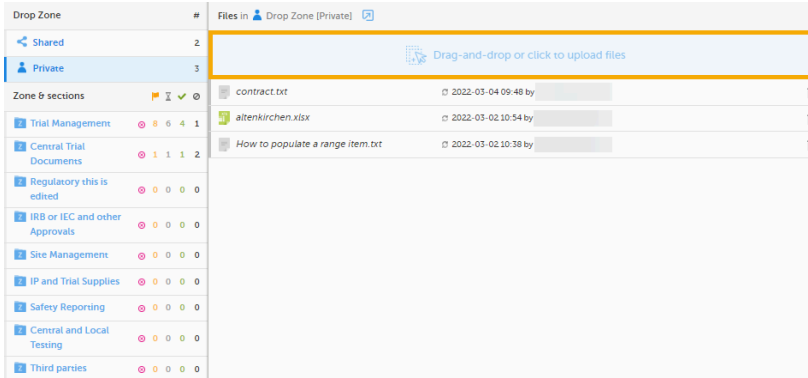 Drop Zone #
Shared 2
Private 3
Zone & sections
Trial Management 8 6 4 1
Central Trial
Documents 1 1 1 2
Regulatory this is
edited 0 0 0 0
IRB or IEC and other
Approvals 0 0 0 0
Site Management 0 0 0 0
IP and Trial Supplies 0 0 0 0
Safety Reporting 0 0 0 0
Central and Local
Testing 0 0 0 0
Third parties 0 0 0 0
Files in Drop Zone [Private]
Drag-and-drop or click to upload files
contract.txt 2022-03-04 09:48 by
altenkirchen.xlsx 2022-03-02 10:54 by
How to populate a range item.txt 2022-03-02 10:38 by